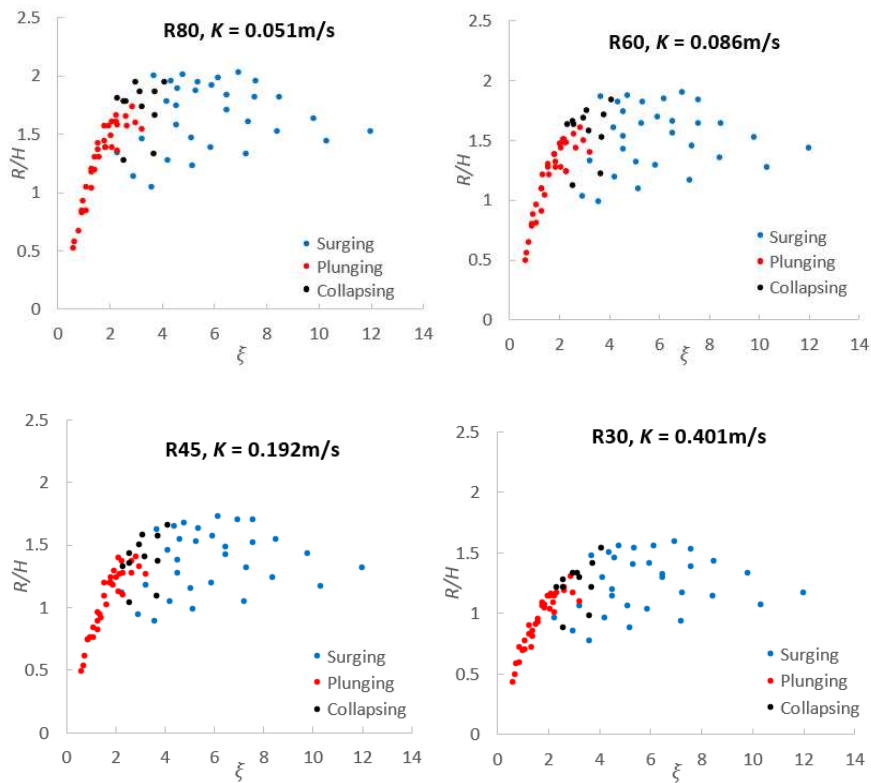 R80, K = 0.051m/s
2.5
2
1.5
1
0.5
0
R/H
0 2 4 6 8 10 12 14
ξ
Surging
Plunging
Collapsing
R60, K = 0.086m/s
2.5
2
1.5
1
0.5
0
R/H
0 2 4 6 8 10 12 14
ξ
Surging
Plunging
Collapsing
R45, K = 0.192m/s
2.5
2
1.5
1
0.5
0
R/H
0 2 4 6 8 10 12 14
ξ
Surging
Plunging
Collapsing
R30, K = 0.401m/s
2.5
2
1.5
1
0.5
0
R/H
0 2 4 6 8 10 12 14
ξ
Surging
Plunging
Collapsing